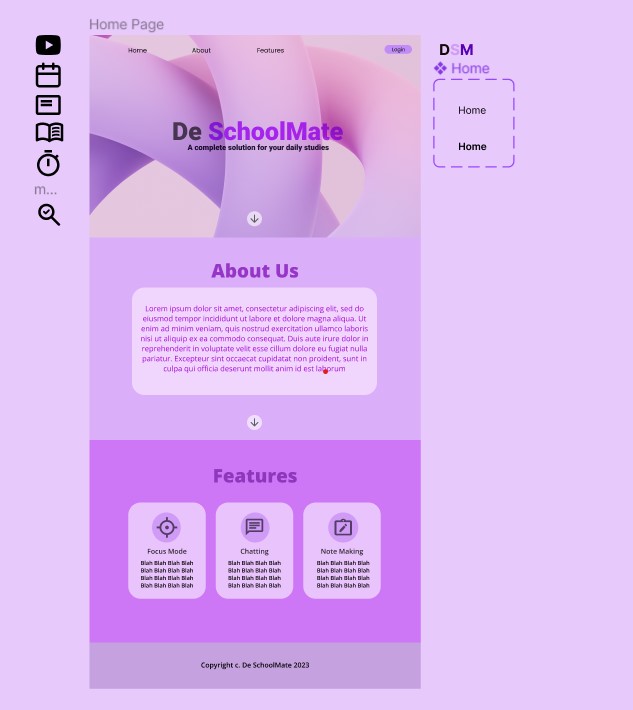 Home Page
m...
Home About Features Login
De SchoolMate
A complete solution for your daily studies
About Us
Lorem ipsum dolor sit amet, consectetur adipiscing elit, sed do
eiusmod tempor incididunt ut labore et dolore magna aliqua. Ut
enim ad minim veniam, quis nostrud exercitation ullamco laboris
nisi ut aliquip ex ea commodo consequat. Duis aute irure dolor in
reprehenderit in voluptate velit esse cillum dolore eu fugiat nulla
pariatur. Excepteur sint occaecat cupidatat non proident, sunt in
culpa qui officia deserunt mollit anim id est laborum
Features
Focus Mode
Blah Blah Blah Blah
Blah Blah Blah Blah
Blah Blah Blah Blah
Blah Blah Blah Blah
Chatting
Blah Blah Blah Blah
Blah Blah Blah Blah
Blah Blah Blah Blah
Blah Blah Blah Blah
Note Making
Blah Blah Blah Blah
Blah Blah Blah Blah
Blah Blah Blah Blah
Blah Blah Blah Blah
Copyright c. De SchoolMate 2023
DSM
Home
Home
Home